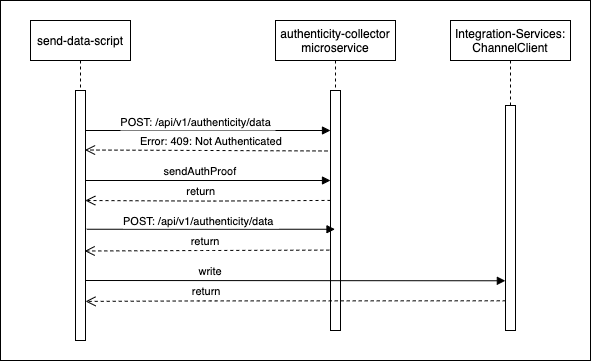 send-data-script
authenticity-collector
microservice
Integration-Services:
ChannelClient
POST: /api/v1/authenticity/data
Error: 409: Not Authenticated
sendAuthProof
return
POST: /api/v1/authenticity/data
return
write
return